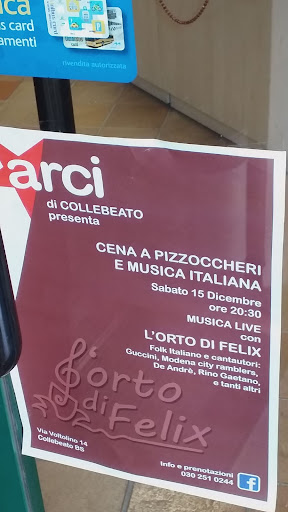 ca
s card
amenti
rivendita autorizzata
arci
di COLLEBEATO
presenta
CENA A PIZZOCCHERI
E MUSICA ITALIANA
Sabato 15 Dicembre
ore 20:30
MUSICA LIVE
con
L'ORTO DI FELIX
Folk Italiano e cantautori:
Guccini, Modena city ramblers,
De Andrè, Rino Gaetano,
e tanti altri
l'orto
di Felix
Via Voltolino 14
Collebeato BS
info e prenotazioni
030 251 0244
f